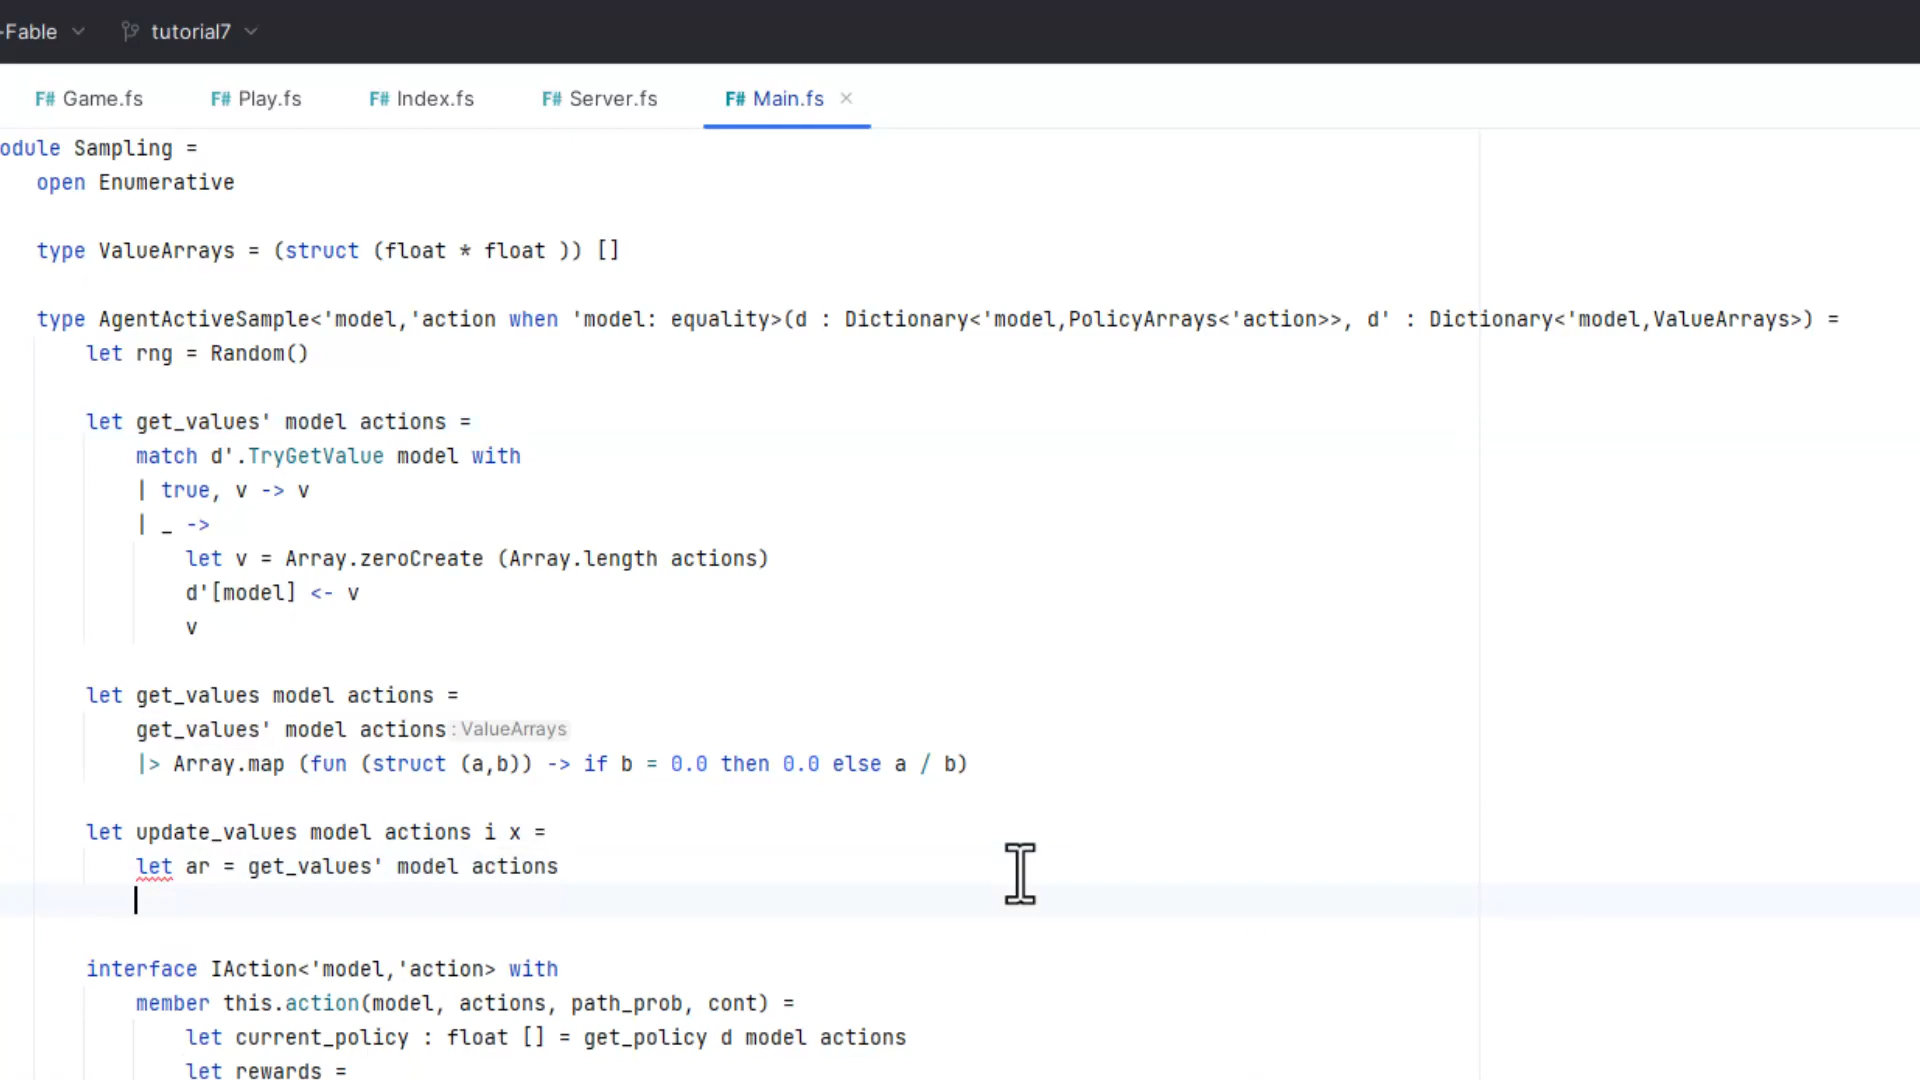 -Fable tutorial7
F# Game.fs F# Play.fs F# Index.fs F# Server.fs F# Main.fs ×
odule Sampling =
open Enumerative
type ValueArrays = (struct (float * float )) []
type AgentActiveSample<'model,'action when 'model: equality>(d : Dictionary<'model,PolicyArrays<'action>>, d' : Dictionary<'model,ValueArrays>) =
let rng = Random()
let get_values' model actions =
match d'.TryGetValue model with
| true, v -> v
| _ ->
let v = Array.zeroCreate (Array.length actions)
d'[model] <- v
v
let get_values model actions =
get_values' model actions : ValueArrays
|> Array.map (fun (struct (a,b)) -> if b = 0.0 then 0.0 else a / b)
let update_values model actions i x =
let ar = get_values' model actions
interface IAction<'model,'action> with
member this.action(model, actions, path_prob, cont) =
let current_policy : float [] = get_policy d model actions
let rewards =